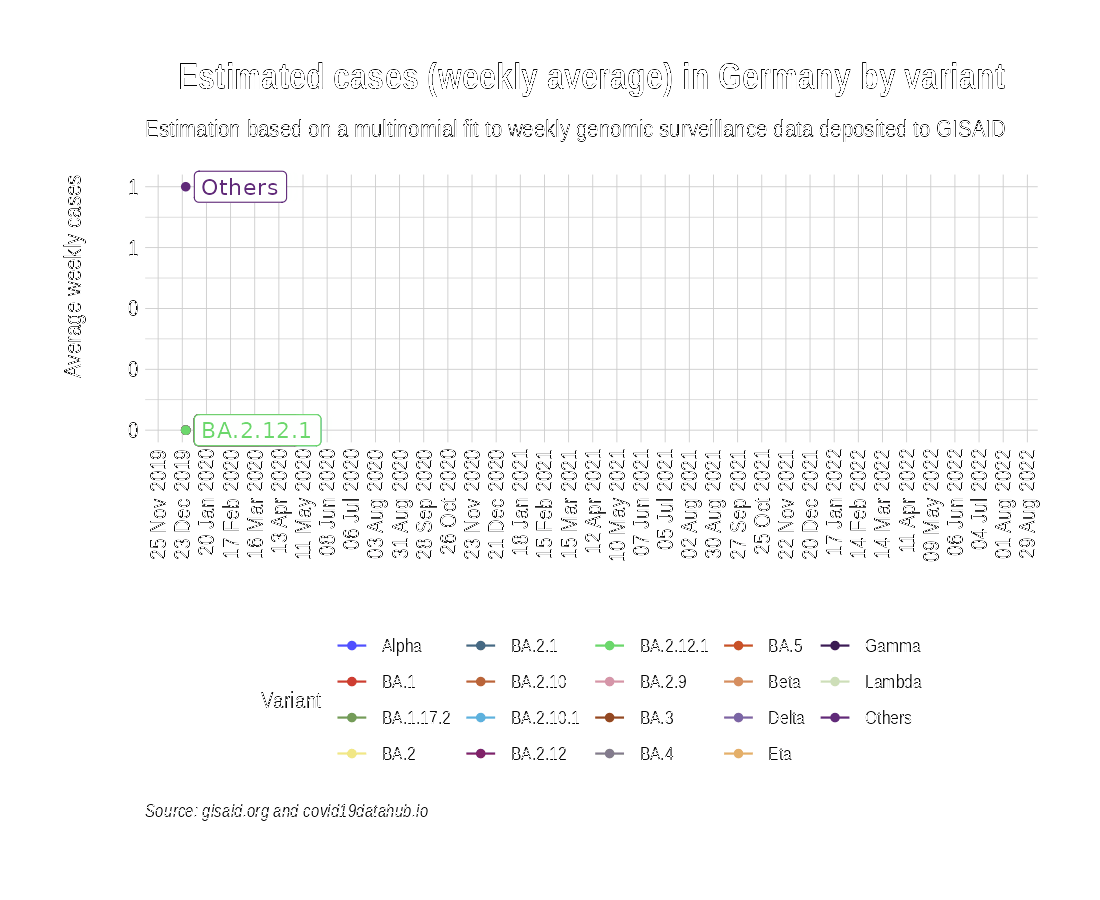 Estimated cases (weekly average) in Germany by variant
Estimation based on a multinomial fit to weekly genomic surveillance data deposited to GISAID
Average weekly cases
1
1
0
0
0
Others
BA.2.12.1
25 Nov 2019
23 Dec 2019
20 Jan 2020
17 Feb 2020
16 Mar 2020
13 Apr 2020
11 May 2020
08 Jun 2020
06 Jul 2020
03 Aug 2020
31 Aug 2020
28 Sep 2020
26 Oct 2020
23 Nov 2020
21 Dec 2020
18 Jan 2021
15 Feb 2021
15 Mar 2021
12 Apr 2021
10 May 2021
07 Jun 2021
05 Jul 2021
02 Aug 2021
30 Aug 2021
27 Sep 2021
25 Oct 2021
22 Nov 2021
20 Dec 2021
17 Jan 2022
14 Feb 2022
14 Mar 2022
11 Apr 2022
09 May 2022
06 Jun 2022
04 Jul 2022
01 Aug 2022
29 Aug 2022
Variant
Alpha
BA.1
BA.1.17.2
BA.2
BA.2.1
BA.2.10
BA.2.10.1
BA.2.12
BA.2.12.1
BA.2.9
BA.3
BA.4
BA.5
Beta
Delta
Eta
Gamma
Lambda
Others
Source: gisaid.org and covid19datahub.io